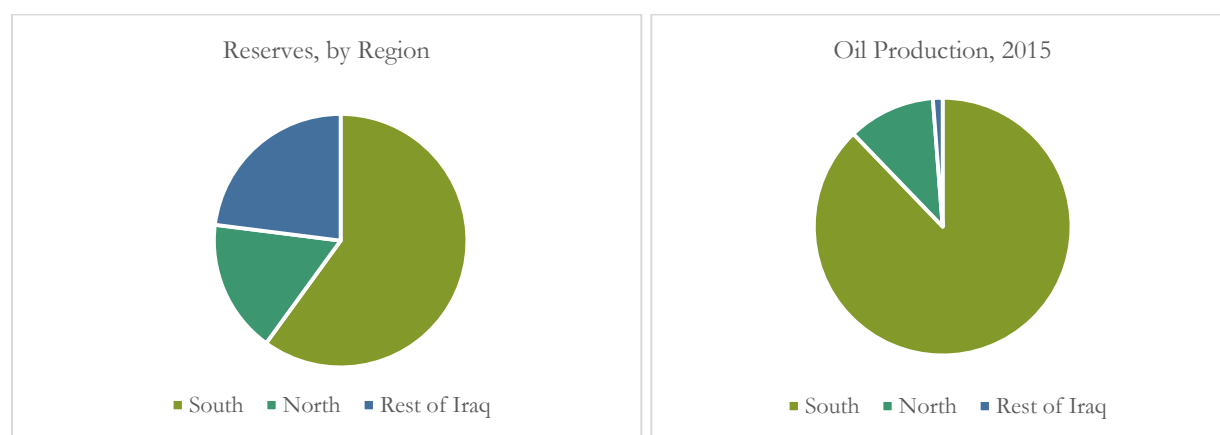 Reserves, by Region
South North Rest of Iraq
Oil Production, 2015
South North Rest of Iraq